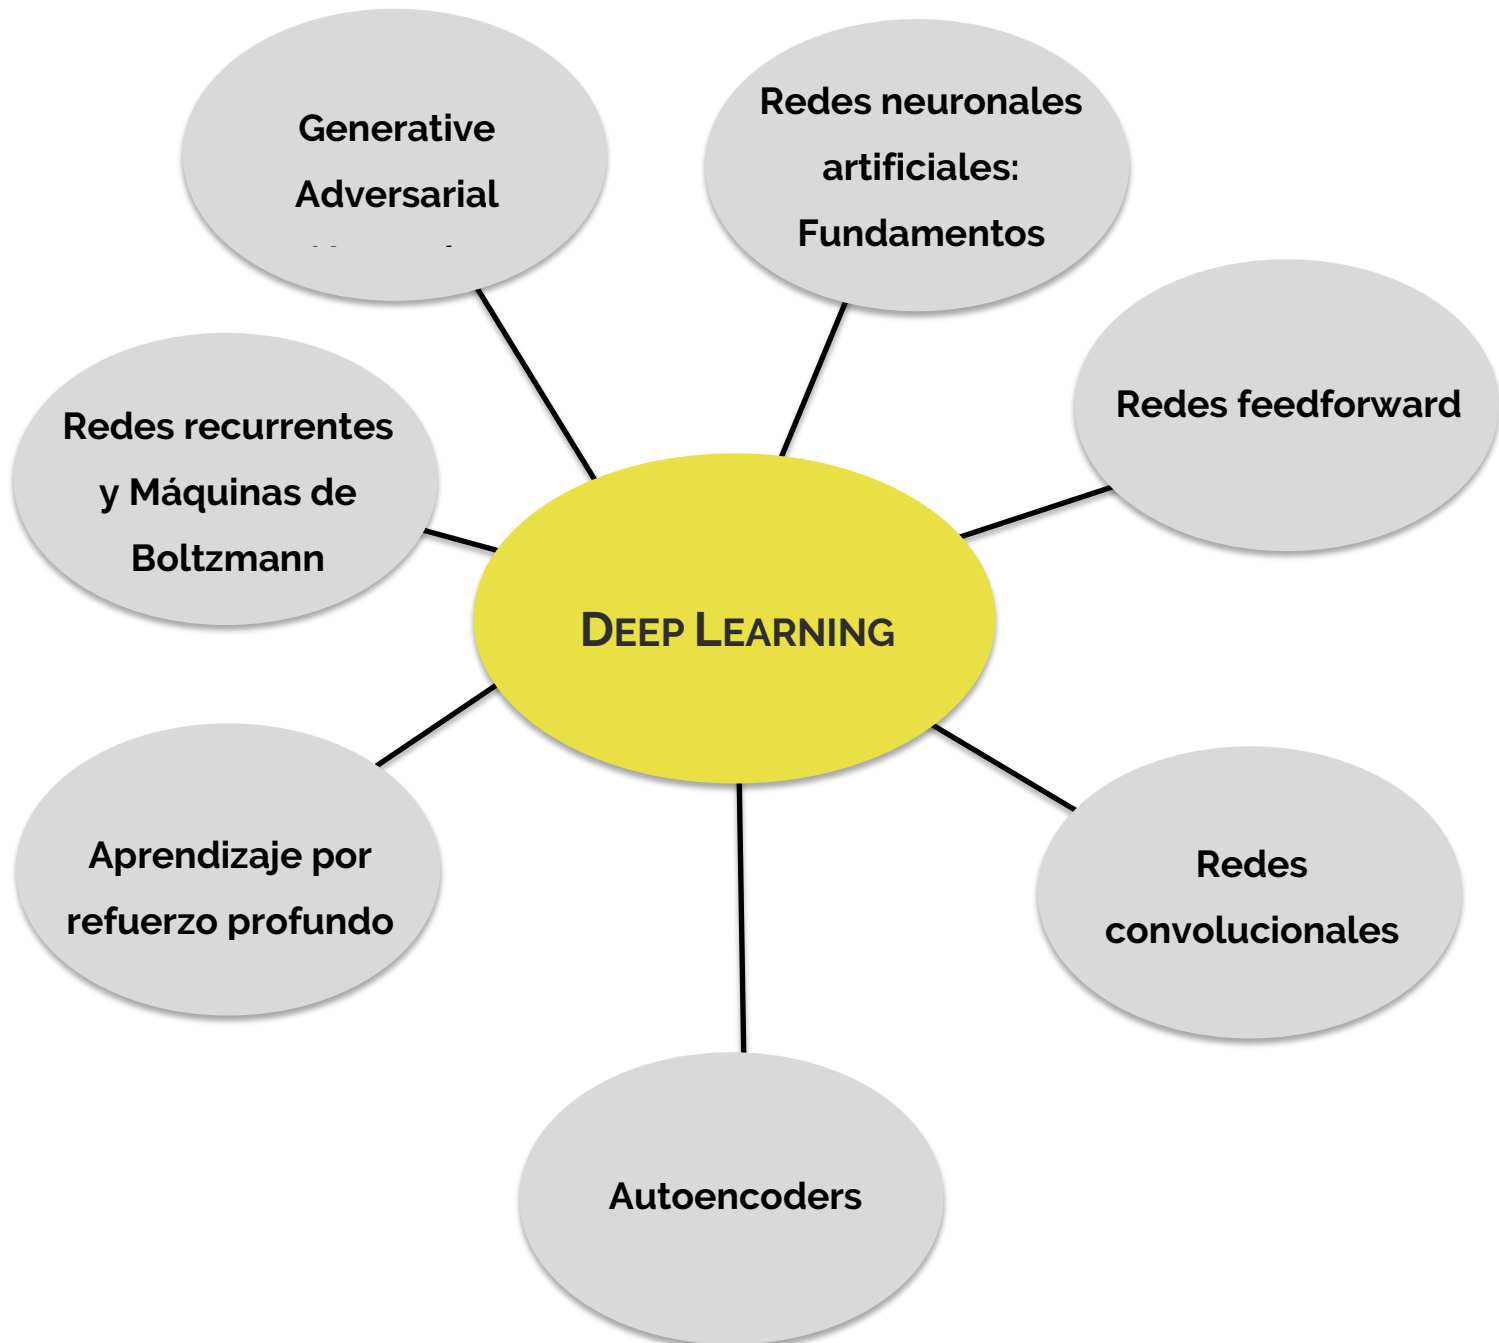 Generative
Adversarial
Redes neuronales
artificiales:
Fundamentos
Redes feedforward
Redes recurrentes
y Máquinas de
Boltzmann
DEEP LEARNING
Aprendizaje por
refuerzo profundo
Redes
convolucionales
Autoencoders